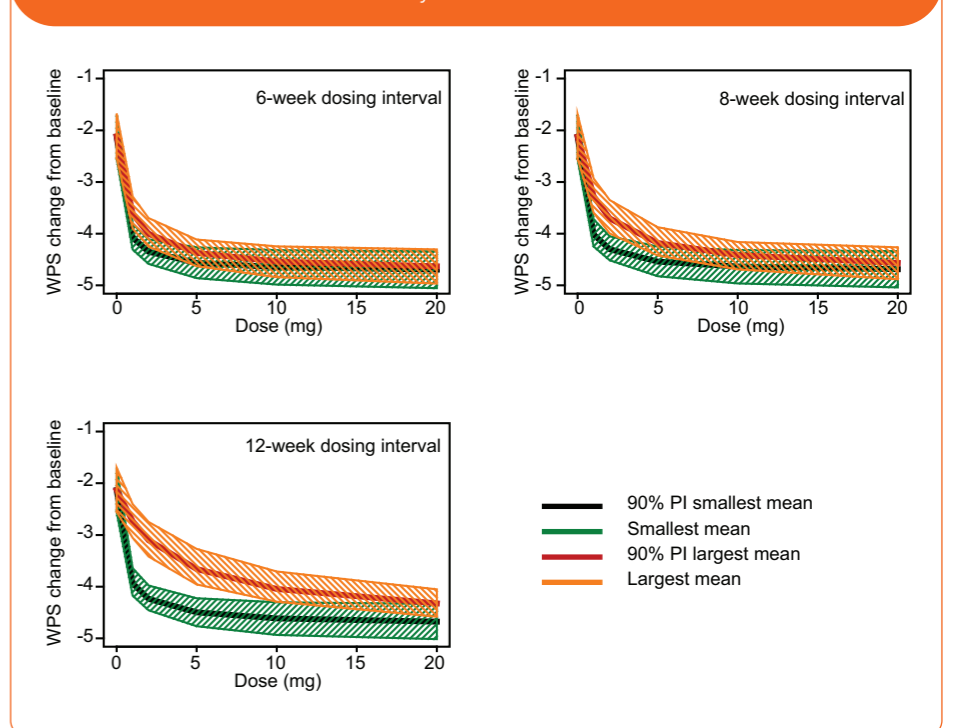 WPS change from baseline
-1
-2
-3
-4
-5
6-week dosing interval
0 5 10 15 20
Dose (mg)
WPS change from baseline
-1
-2
-3
-4
-5
8-week dosing interval
0 5 10 15 20
Dose (mg)
WPS change from baseline
-1
-2
-3
-4
-5
12-week dosing interval
0 5 10 15 20
Dose (mg)
90% PI smallest mean
Smallest mean
90% PI largest mean
Largest mean